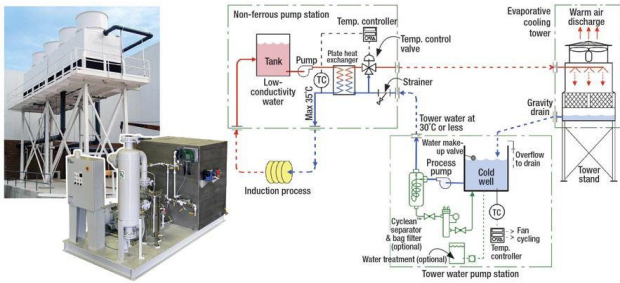 Non-ferrous pump station
Temp. controller
Tank
Pump
Plate heat
exchanger
Temp. control
valve
TC
Low-
conductivity
water
Max 35°C
Strainer
Induction process
Evaporative
cooling
tower
Warm air
discharge
Tower water at
30°C or less
Gravity
drain
Water make-
up valve
Overflow
to drain
Process
pump
Cold
well
Tower
stand
TC
Cyclean
separator
& bag filter
(optional)
Fan
cycling
Temp.
controller
Water treatment (optional)
Tower water pump station